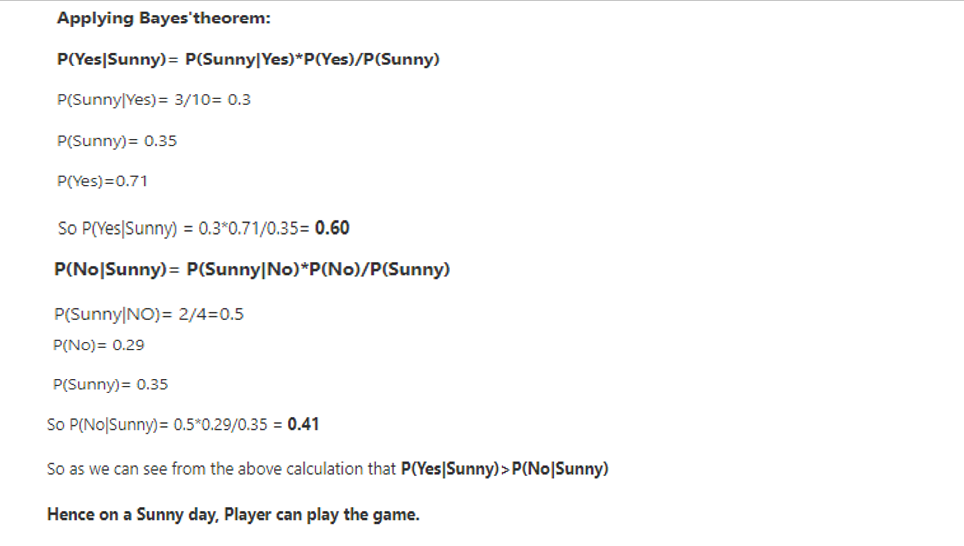 Applying Bayes'theorem:
P(Yes|Sunny)= P(Sunny|Yes)*P(Yes)/P(Sunny)
P(Sunny|Yes)= 3/10= 0.3
P(Sunny)= 0.35
P(Yes)=0.71
So P(Yes|Sunny) = 0.3*0.71/0.35= 0.60
P(No|Sunny)= P(Sunny|No)*P(No)/P(Sunny)
P(Sunny|NO)= 2/4=0.5
P(No)= 0.29
P(Sunny)= 0.35
So P(No|Sunny)= 0.5*0.29/0.35 = 0.41
So as we can see from the above calculation that P(Yes|Sunny)>P(No|Sunny)
Hence on a Sunny day, Player can play the game.